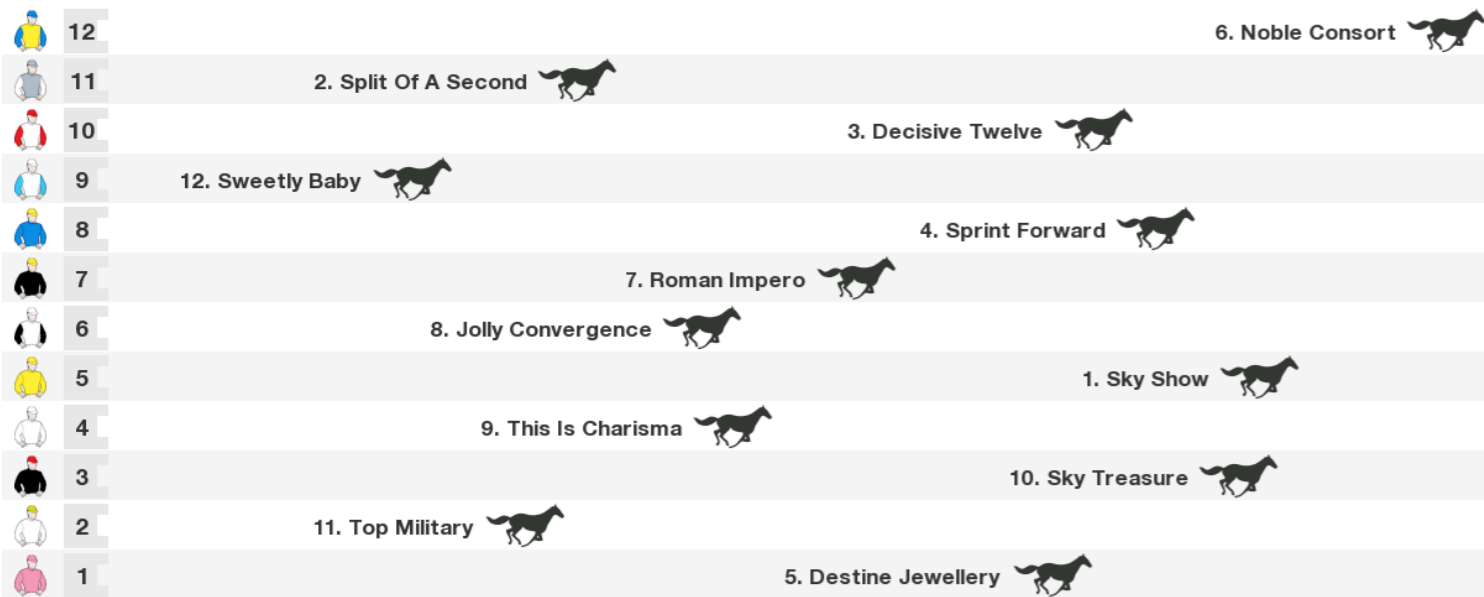 12 6. Noble Consort
11 2. Split Of A Second
10 3. Decisive Twelve
9 12. Sweetly Baby
8 4. Sprint Forward
7 7. Roman Impero
6 8. Jolly Convergence
5 1. Sky Show
4 9. This Is Charisma
3 10. Sky Treasure
2 11. Top Military
1 5. Destine Jewellery